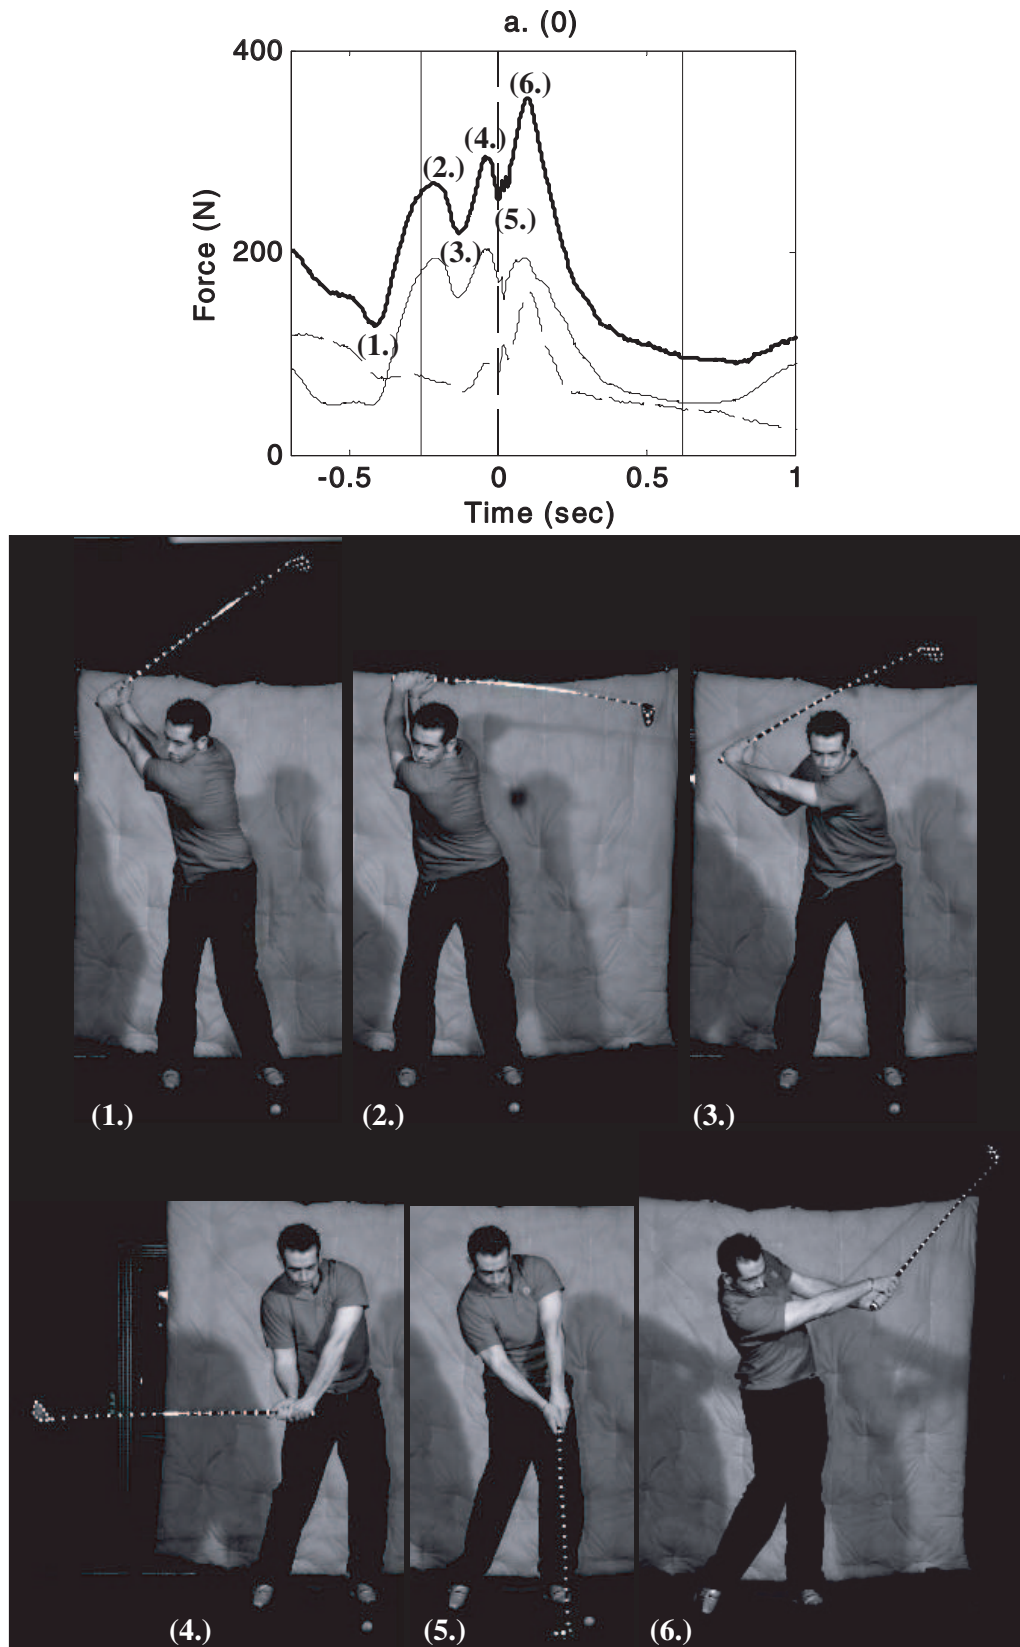 a. (0)
400
(6.)
(4.)
(2.)
(5.)
200
(3.)
(1.)
0
Force (N)
-0.5 0 0.5 1
Time (sec)
(1.) (2.) (3.)
(4.) (5.) (6.)